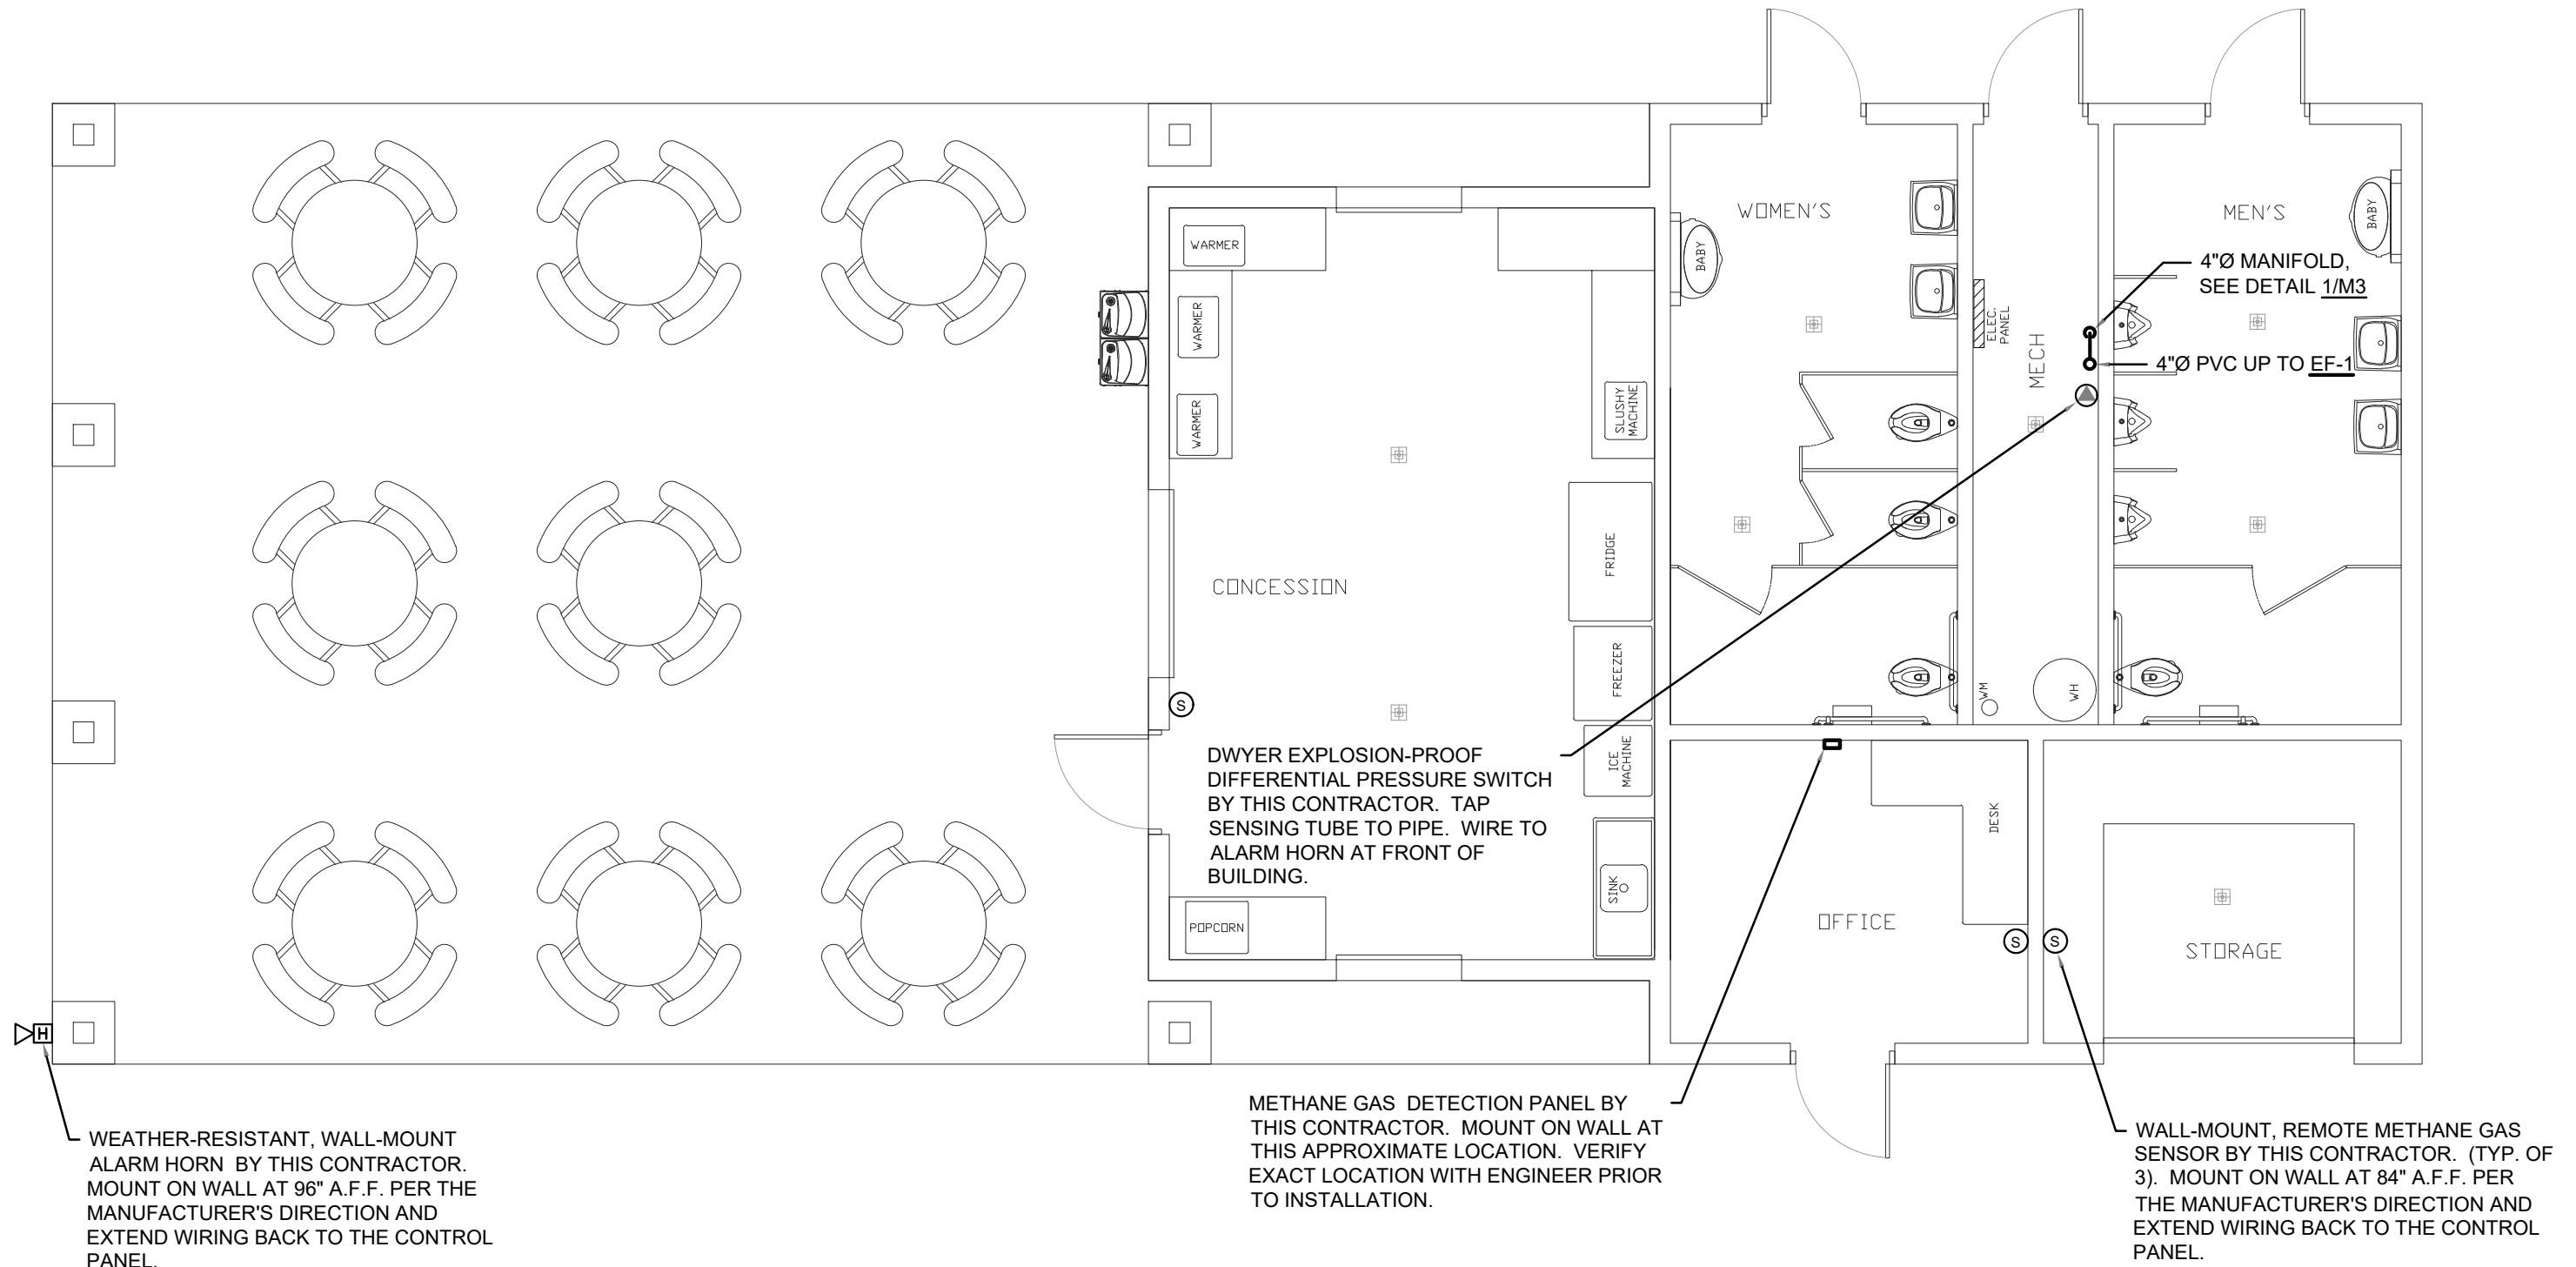 WOMEN'S
MEN'S
BABY
BABY
4"Ø MANIFOLD,
SEE DETAIL 1/M3
ELEC.
PANEL
MECH
4"Ø PVC UP TO EF-1
WARMER
WARMER
WARMER
SLUSHY
MACHINE
FRIDGE
CONCESSION
FREEZER
WM
WH
S
ICE
MACHINE
DWYER EXPLOSION-PROOF
DIFFERENTIAL PRESSURE SWITCH
BY THIS CONTRACTOR.  TAP
SENSING TUBE TO PIPE.  WIRE TO
ALARM HORN AT FRONT OF
BUILDING.
DESK
SINK
POPCORN
OFFICE
S
S
STORAGE
H
WEATHER-RESISTANT, WALL-MOUNT
ALARM HORN  BY THIS CONTRACTOR.
MOUNT ON WALL AT 96" A.F.F. PER THE
MANUFACTURER'S DIRECTION AND
EXTEND WIRING BACK TO THE CONTROL
PANEL.
METHANE GAS  DETECTION PANEL BY
THIS CONTRACTOR.  MOUNT ON WALL AT
THIS APPROXIMATE LOCATION.  VERIFY
EXACT LOCATION WITH ENGINEER PRIOR
TO INSTALLATION.
WALL-MOUNT, REMOTE METHANE GAS
SENSOR BY THIS CONTRACTOR.  (TYP. OF
3).  MOUNT ON WALL AT 84" A.F.F. PER
THE MANUFACTURER'S DIRECTION AND
EXTEND WIRING BACK TO THE CONTROL
PANEL.